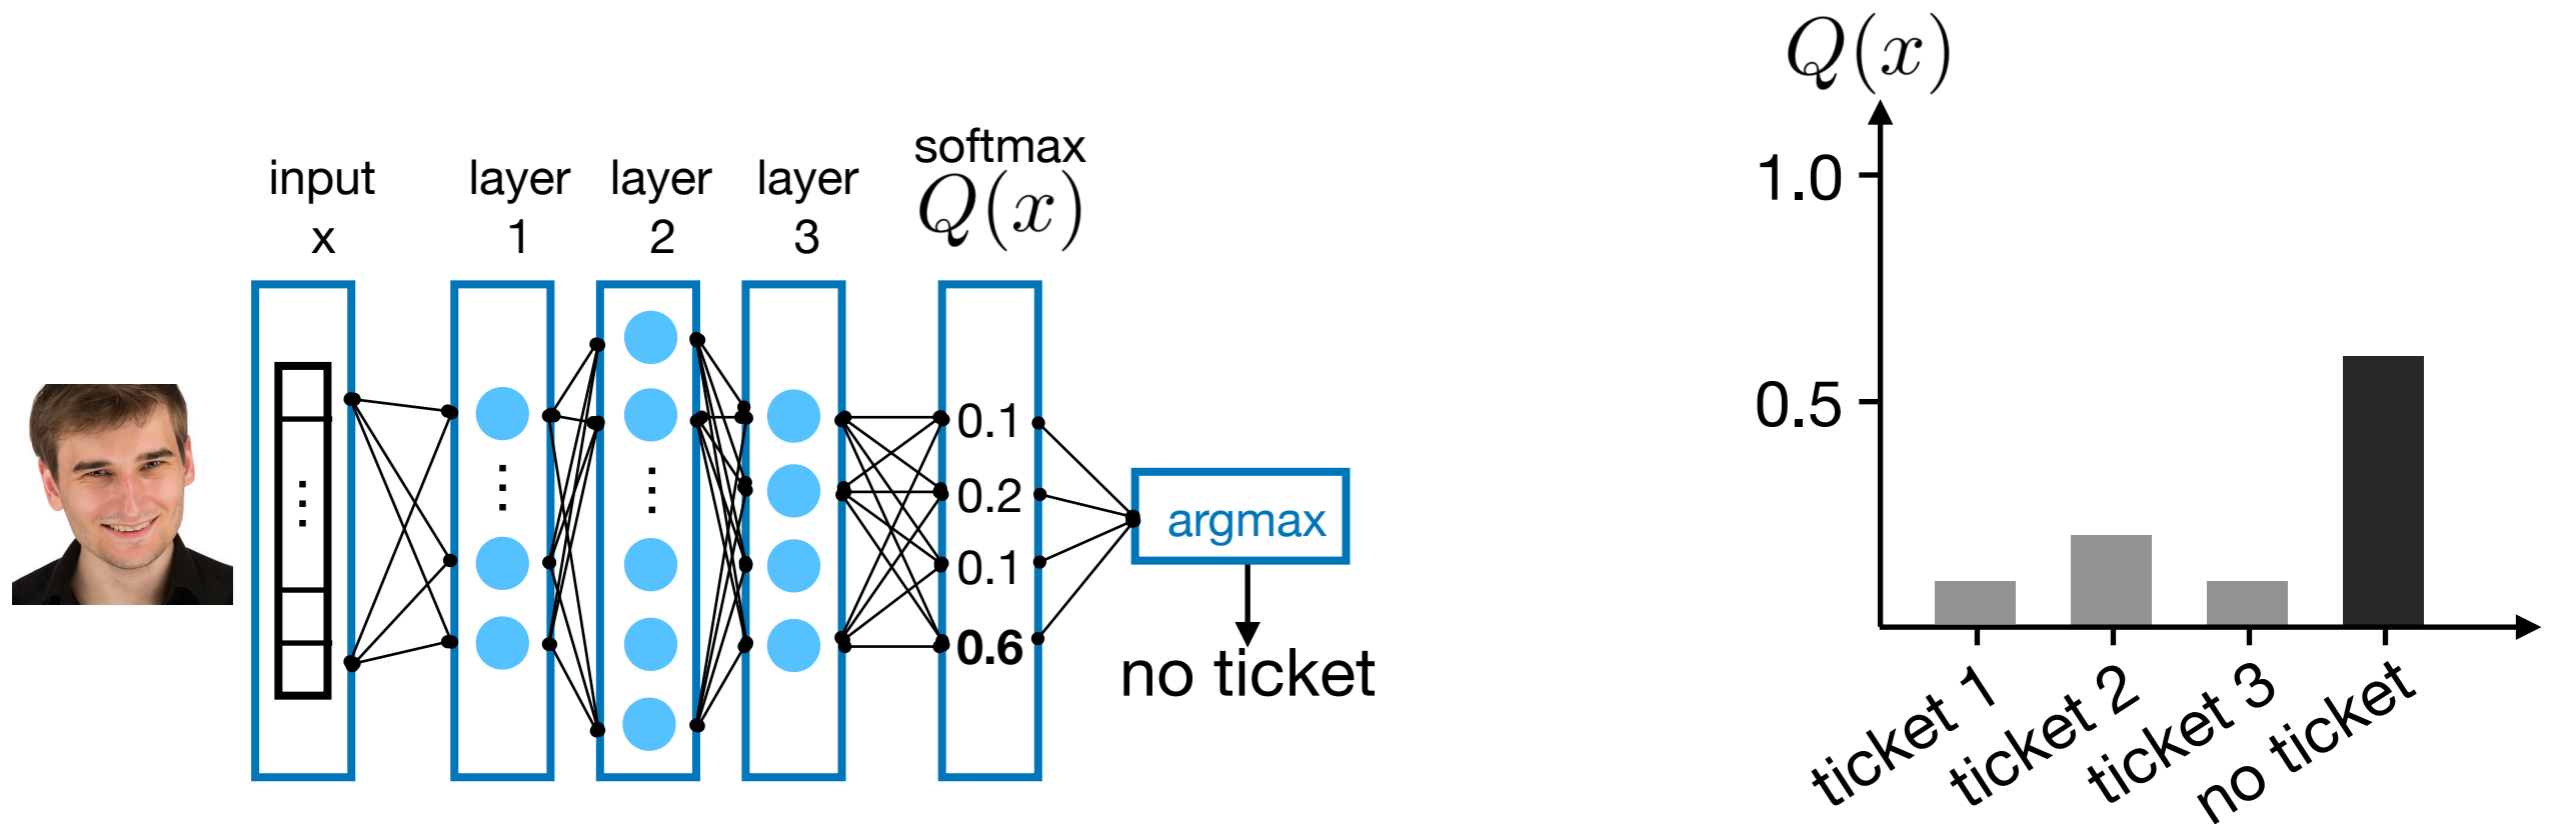 input
x
layer
1
layer
2
layer
3
softmax
Q(x)
0.1
0.2
0.1
0.6
argmax
no ticket
Q(x)
1.0
0.5
ticket 1
ticket 2
ticket 3
no ticket